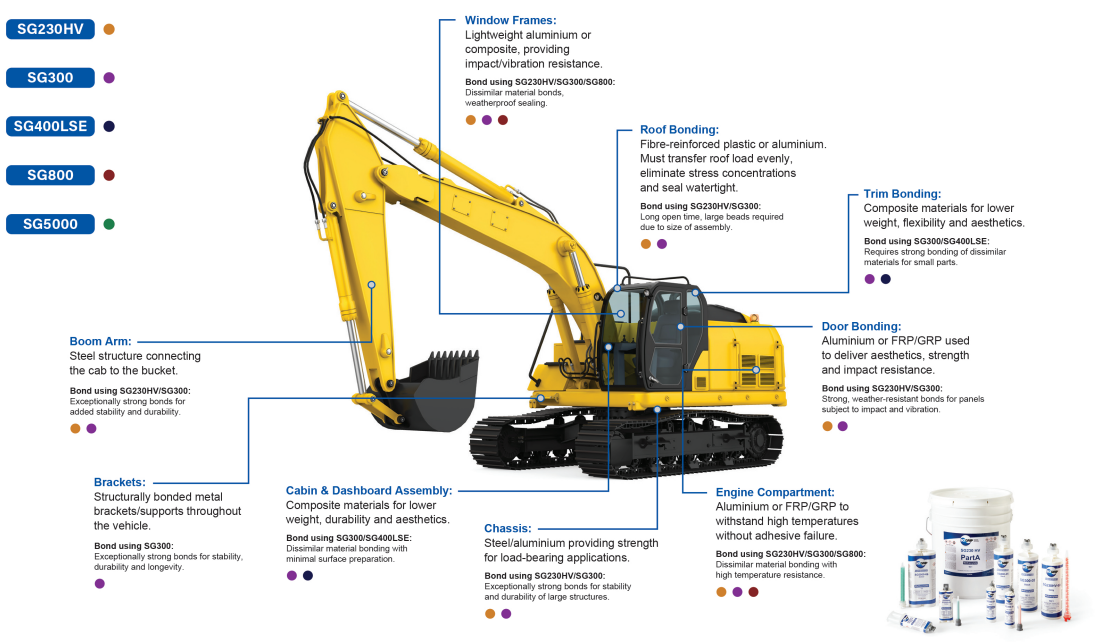 SG230HV
SG300
SG400LSE
SG800
SG5000
Window Frames:
Lightweight aluminium or
composite, providing
impact/vibration resistance.
Bond using SG230HV/SG300/SG800:
Dissimilar material bonds,
weatherproof sealing.
Roof Bonding:
Fibre-reinforced plastic or aluminium.
Must transfer roof load evenly,
eliminate stress concentrations
and seal watertight.
Bond using SG230HV/SG300:
Long open time, large beads required
due to size of assembly.
Trim Bonding:
Composite materials for lower
weight, flexibility and aesthetics.
Bond using SG300/SG400LSE:
Requires strong bonding of dissimilar
materials for small parts.
Door Bonding:
Aluminium or FRP/GRP used
to deliver aesthetics, strength
and impact resistance.
Bond using SG230HV/SG300:
Strong, weather-resistant bonds for panels
subject to impact and vibration.
Boom Arm:
Steel structure connecting
the cab to the bucket.
Bond using SG230HV/SG300:
Exceptionally strong bonds for
added stability and durability.
Brackets:
Structurally bonded metal
brackets/supports throughout
the vehicle.
Bond using SG300:
Exceptionally strong bonds for stability,
durability and longevity.
Cabin & Dashboard Assembly:
Composite materials for lower
weight, durability and aesthetics.
Bond using SG300/SG400LSE:
Dissimilar material bonding with
minimal surface preparation.
Chassis:
Steel/aluminium providing strength
for load-bearing applications.
Bond using SG230HV/SG300:
Exceptionally strong bonds for stability
and durability of large structures.
Engine Compartment:
Aluminium or FRP/GRP to
withstand high temperatures
without adhesive failure.
Bond using SG230HV/SG300/SG800:
Dissimilar material bonding with
high temperature resistance.
SG230 HV
PartA